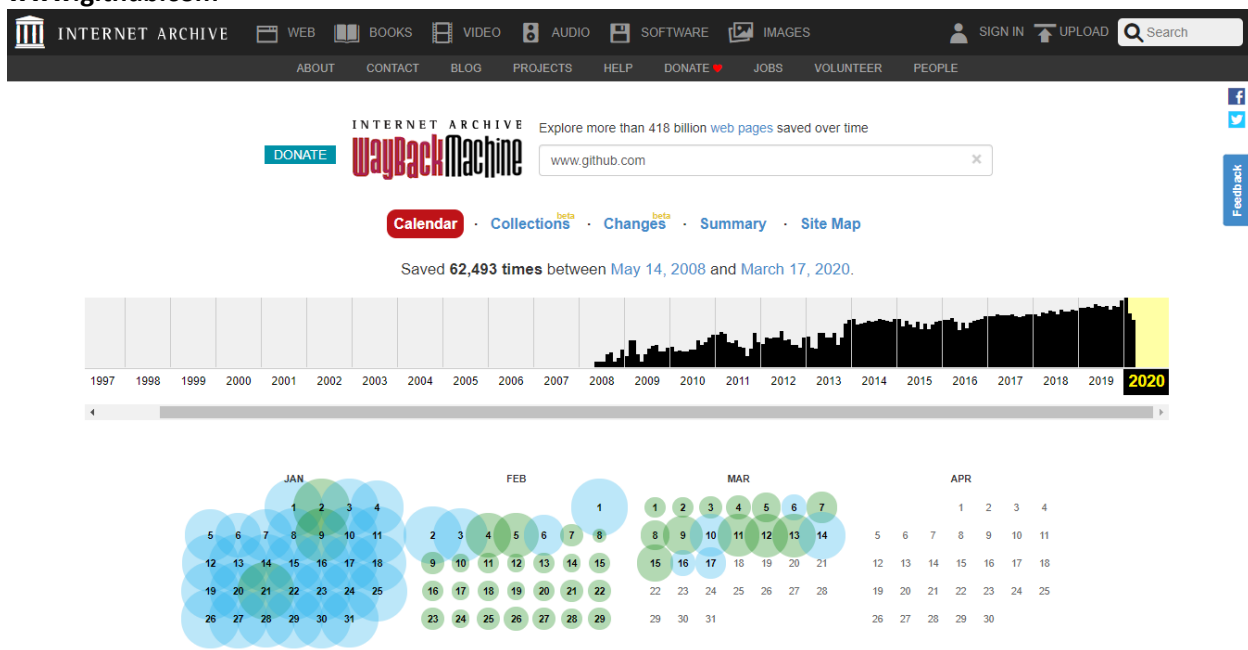 www.github.com
INTERNET ARCHIVE WEB BOOKS VIDEO AUDIO SOFTWARE IMAGES SIGN IN UPLOAD Search
ABOUT CONTACT BLOG PROJECTS HELP DONATE JOBS VOLUNTEER PEOPLE
INTERNET ARCHIVE
WayBackMachine
DONATE
Explore more than 418 billion web pages saved over time
www.github.com ×
Feedback
Calendar · Collections beta · Changes beta · Summary · Site Map
Saved 62,493 times between May 14, 2008 and March 17, 2020.
1997 1998 1999 2000 2001 2002 2003 2004 2005 2006 2007 2008 2009 2010 2011 2012 2013 2014 2015 2016 2017 2018 2019 2020
JAN
1 2 3 4
5 6 7 8 9 10 11
12 13 14 15 16 17 18
19 20 21 22 23 24 25
26 27 28 29 30 31
FEB
1
2 3 4 5 6 7 8
9 10 11 12 13 14 15
16 17 18 19 20 21 22
23 24 25 26 27 28 29
MAR
1 2 3 4 5 6 7
8 9 10 11 12 13 14
15 16 17 18 19 20 21
22 23 24 25 26 27 28
29 30 31
APR
1 2 3 4
5 6 7 8 9 10 11
12 13 14 15 16 17 18
19 20 21 22 23 24 25
26 27 28 29 30